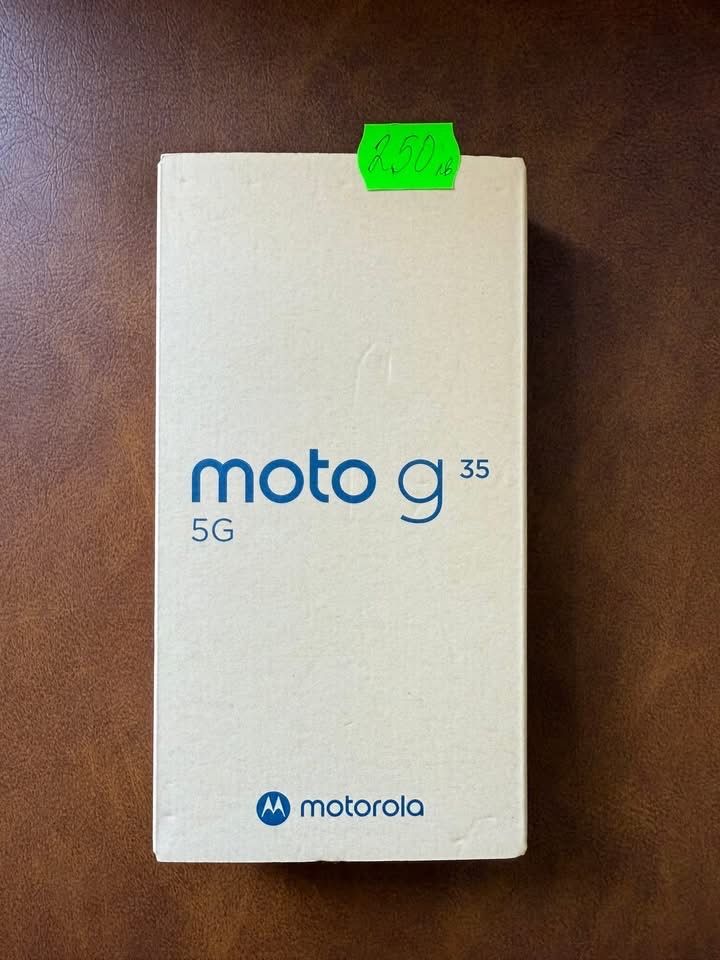 250 лв
moto g 35
5G
motorola